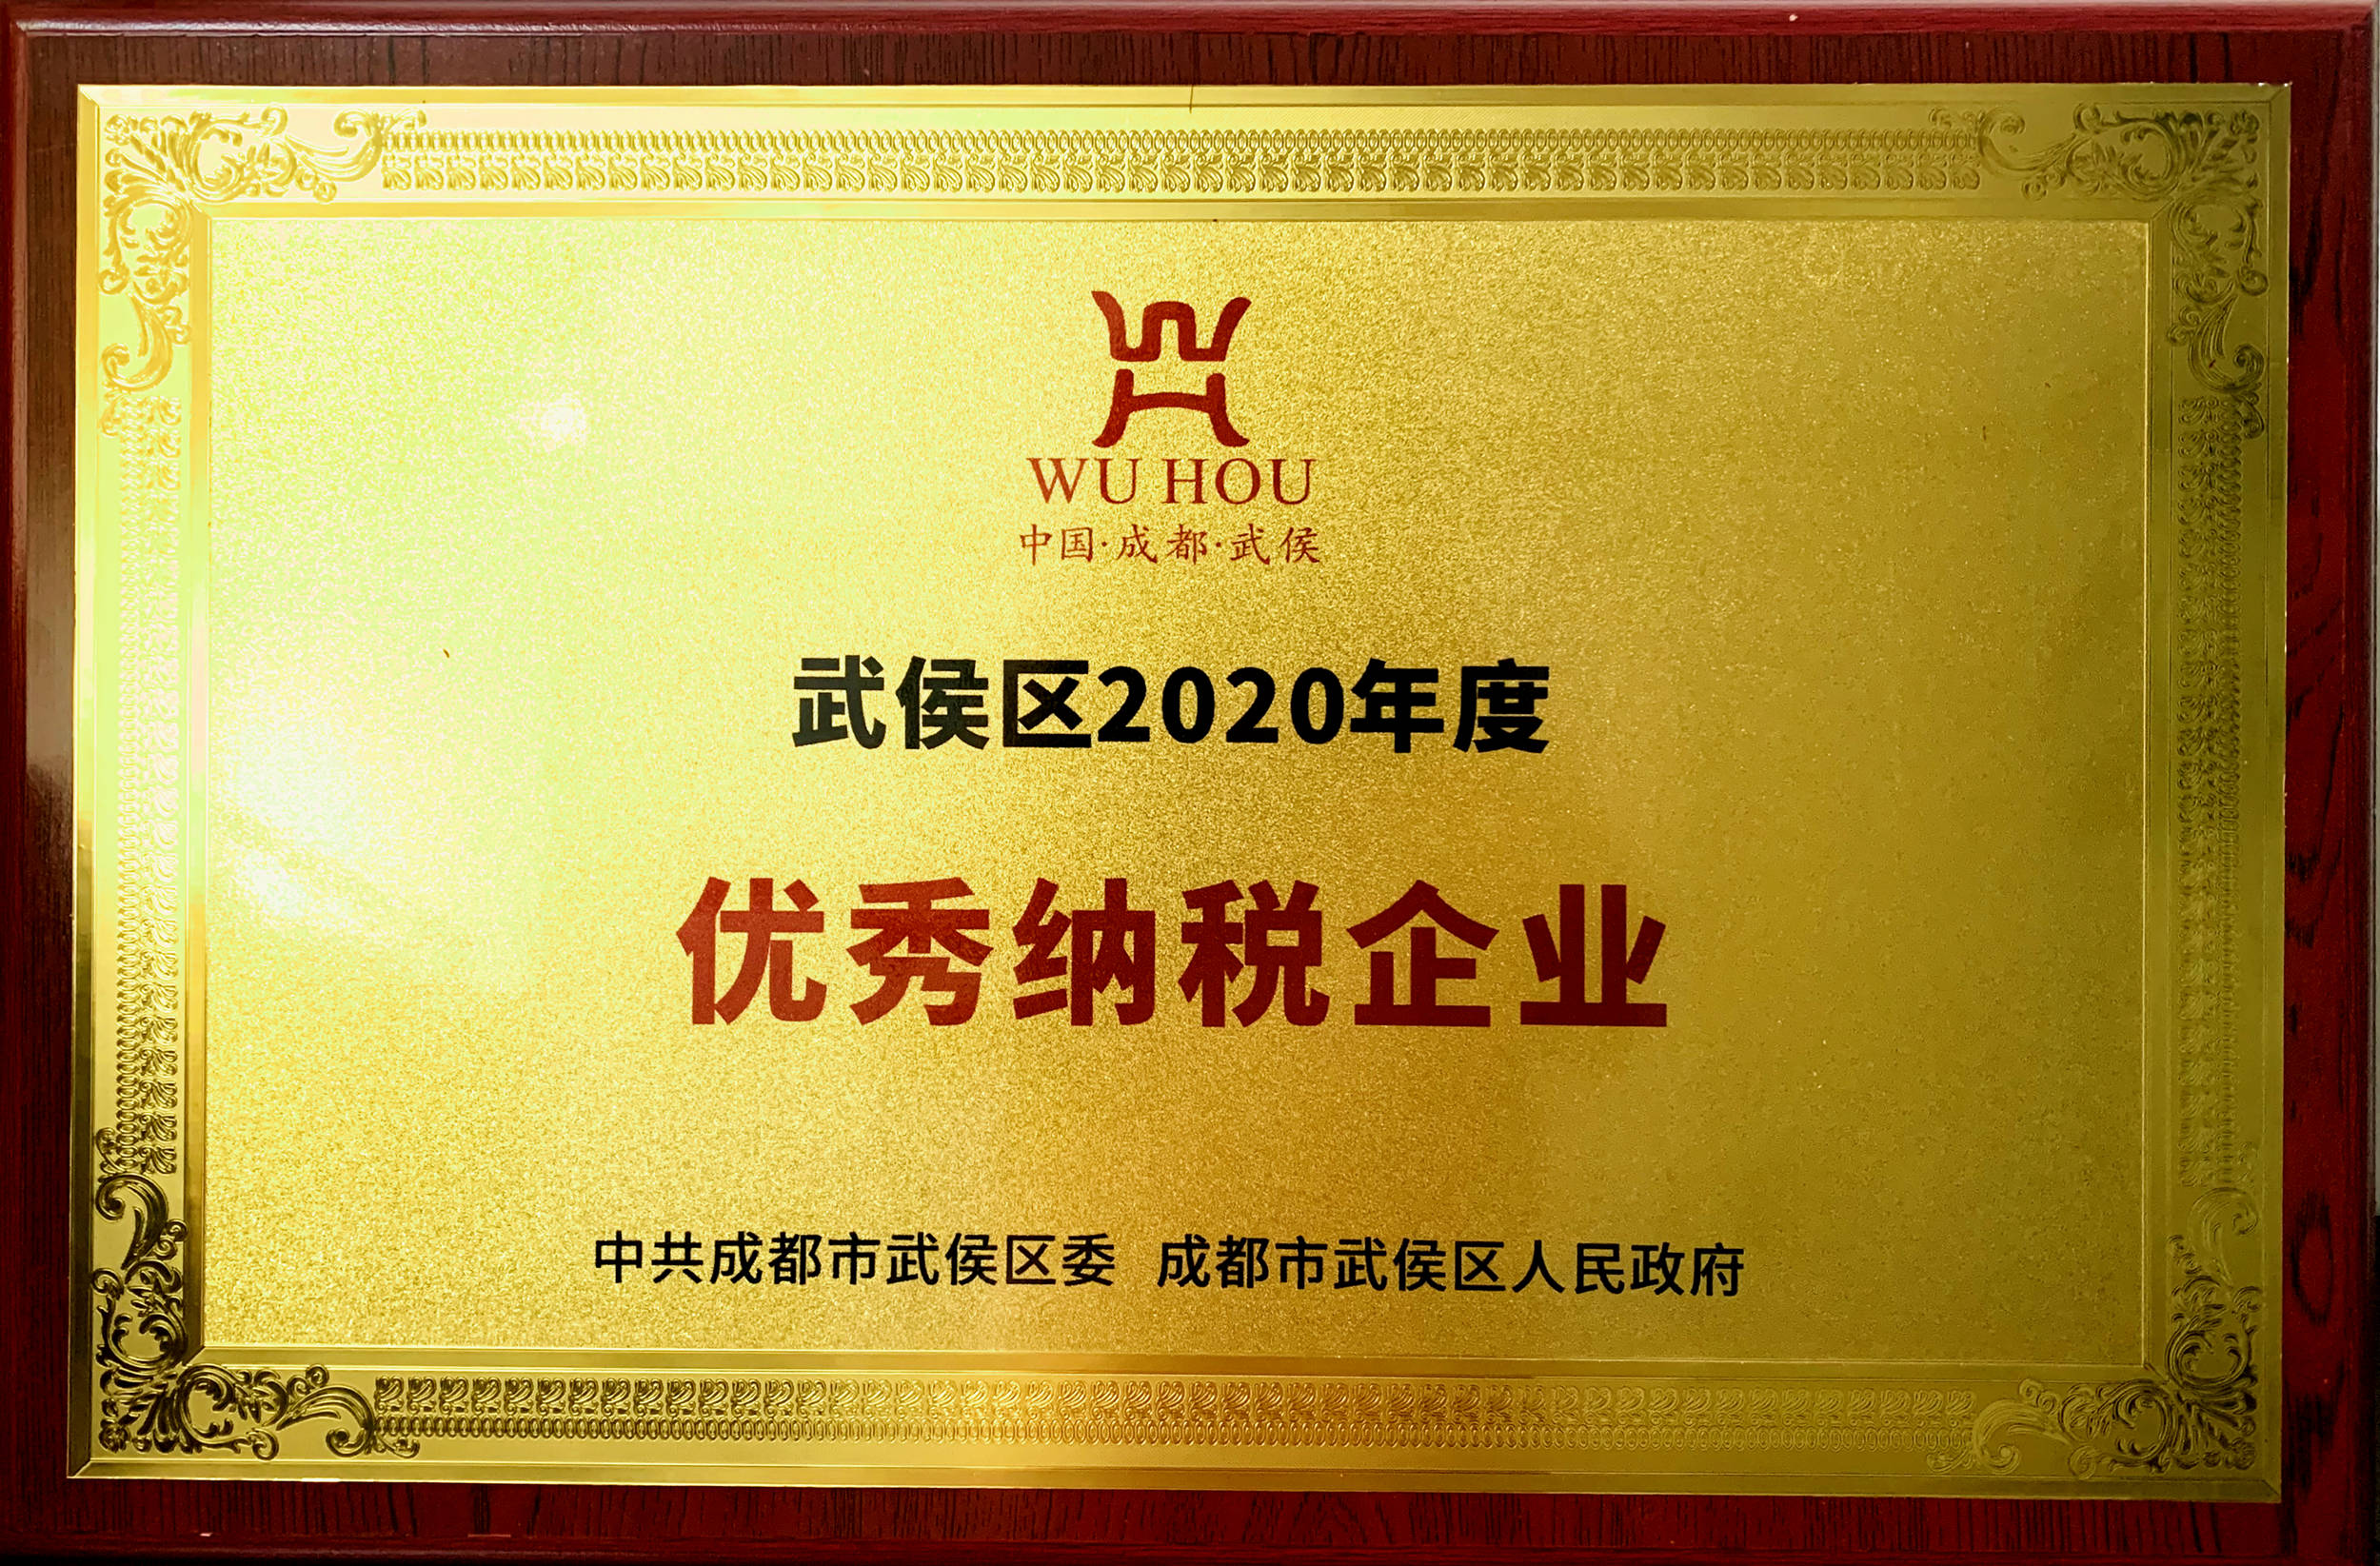 WU HOU
中国·成都·武侯
武侯区2020年度
优秀纳税企业
中共成都市武侯区委 成都市武侯区人民政府